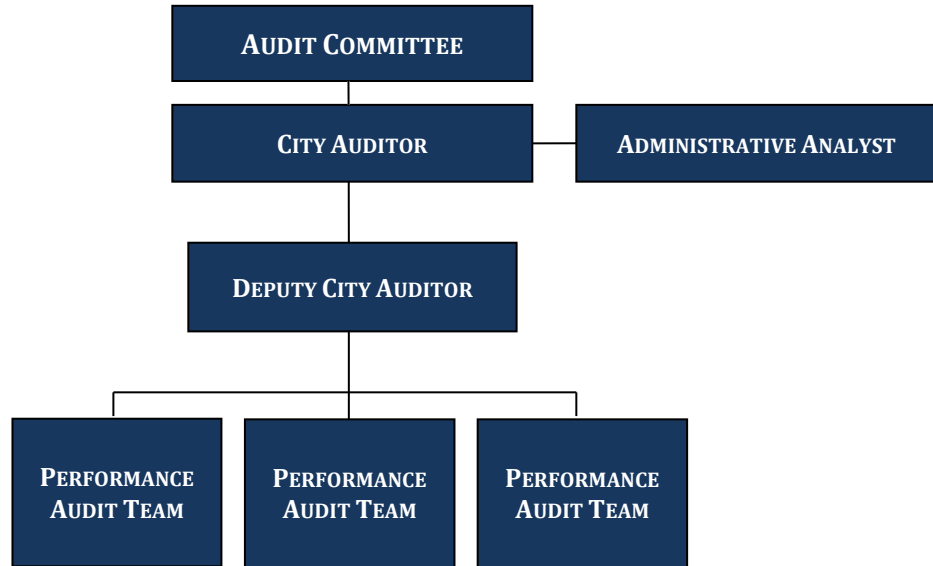 AUDIT COMMITTEE
CITY AUDITOR
ADMINISTRATIVE ANALYST
DEPUTY CITY AUDITOR
PERFORMANCE
AUDIT TEAM
PERFORMANCE
AUDIT TEAM
PERFORMANCE
AUDIT TEAM